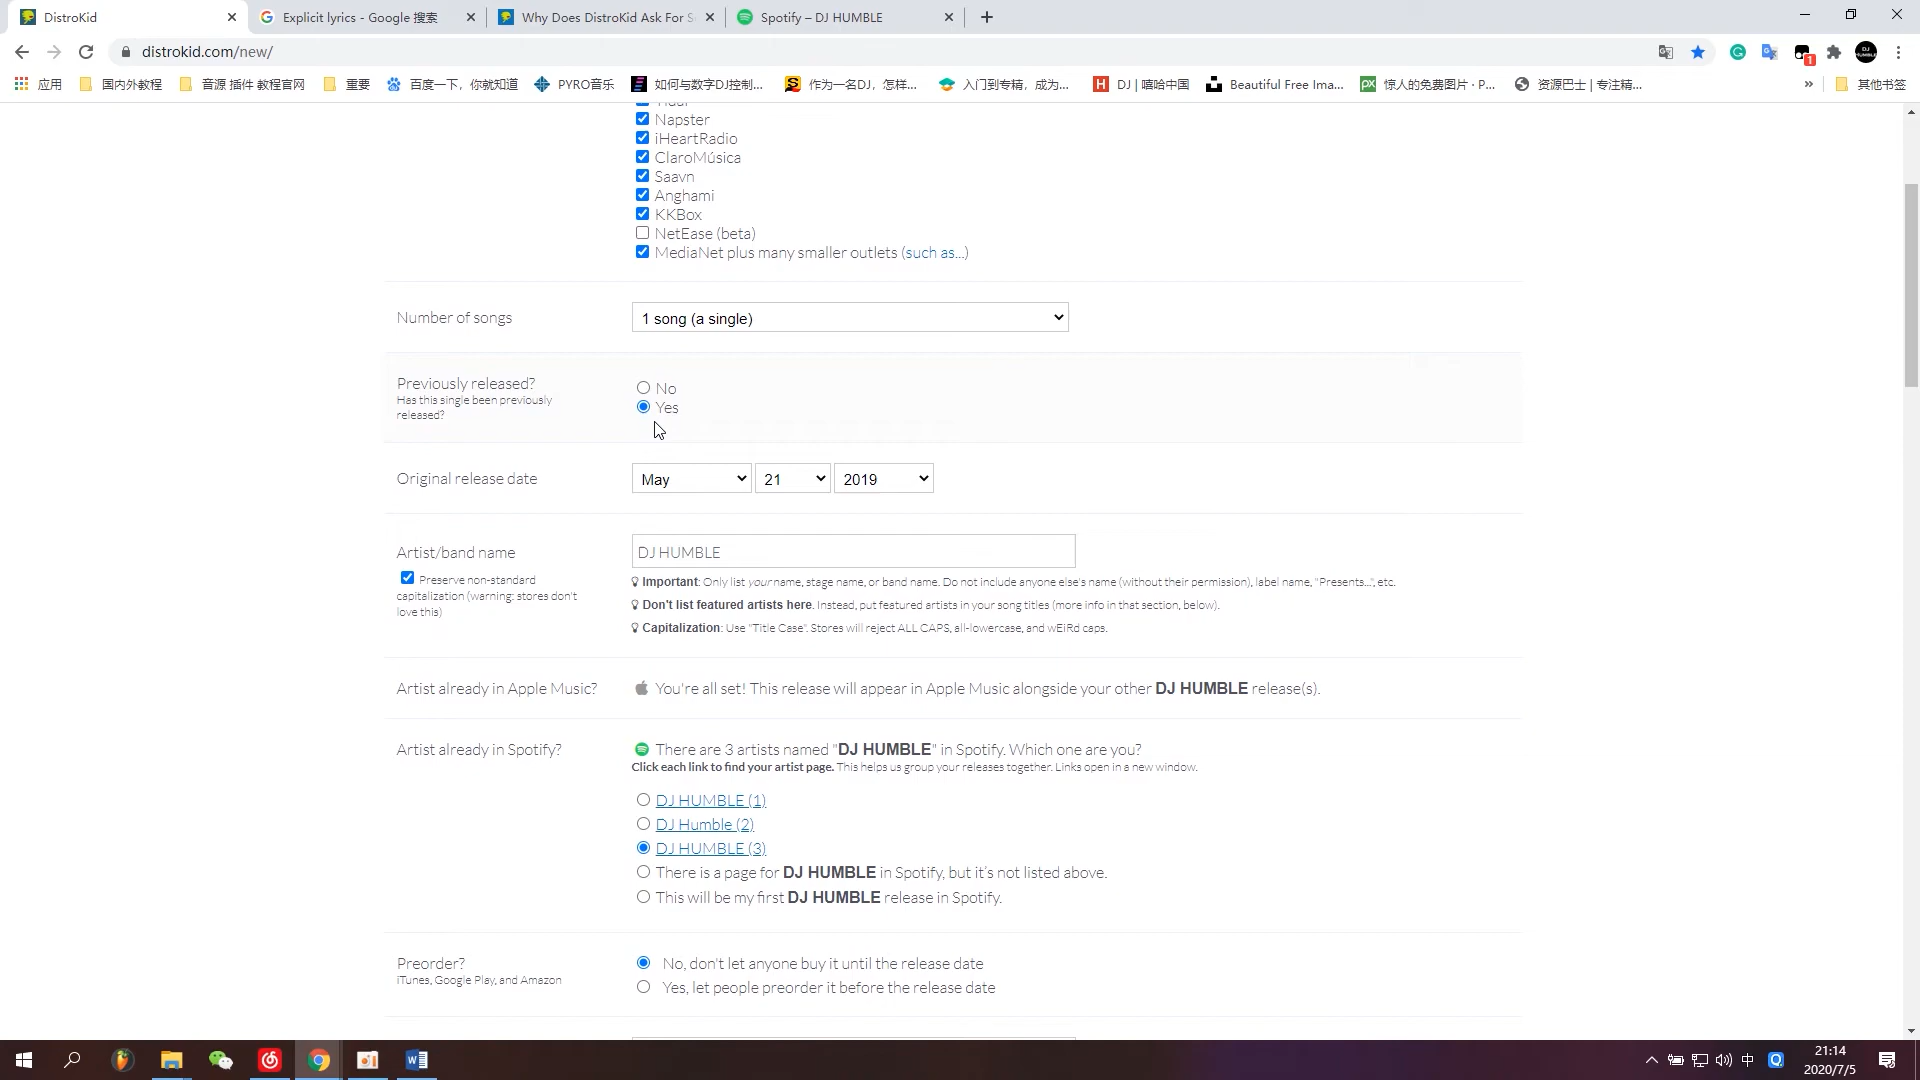 DistroKid
Explicit lyrics - Google 搜索
Why Does DistroKid Ask For S
Spotify – DJ HUMBLE
distrokid.com/new/
1
应用
国内外教程
音源 插件 教程官网
重要
百度一下，你就知道
PYRO音乐
如何与数字DJ控制...
作为一名DJ，怎样...
入门到专精，成为...
DJ | 嘻哈中国
Beautiful Free Ima...
惊人的免费图片 · P...
资源巴士 | 专注精...
»
其他书签
Napster
iHeartRadio
ClaroMúsica
Saavn
Anghami
KKBox
NetEase (beta)
MediaNet plus many smaller outlets (such as...)
Number of songs
1 song (a single)
Previously released?
Has this single been previously
released?
No
Yes
Original release date
May
21
2019
Artist/band name
Preserve non-standard
capitalization (warning: stores don't
love this)
DJ HUMBLE
Important: Only list your name, stage name, or band name. Do not include anyone else's name (without their permission), label name, "Presents...", etc.
Don't list featured artists here. Instead, put featured artists in your song titles (more info in that section, below).
Capitalization: Use "Title Case". Stores will reject ALL CAPS, all-lowercase, and wEiRd caps.
Artist already in Apple Music?
You're all set! This release will appear in Apple Music alongside your other DJ HUMBLE release(s).
Artist already in Spotify?
There are 3 artists named "DJ HUMBLE" in Spotify. Which one are you?
Click each link to find your artist page. This helps us group your releases together. Links open in a new window.
DJ HUMBLE (1)
DJ Humble (2)
DJ HUMBLE (3)
There is a page for DJ HUMBLE in Spotify, but it's not listed above.
This will be my first DJ HUMBLE release in Spotify.
Preorder?
iTunes, Google Play, and Amazon
No, don't let anyone buy it until the release date
Yes, let people preorder it before the release date
中
21:14
2020/7/5